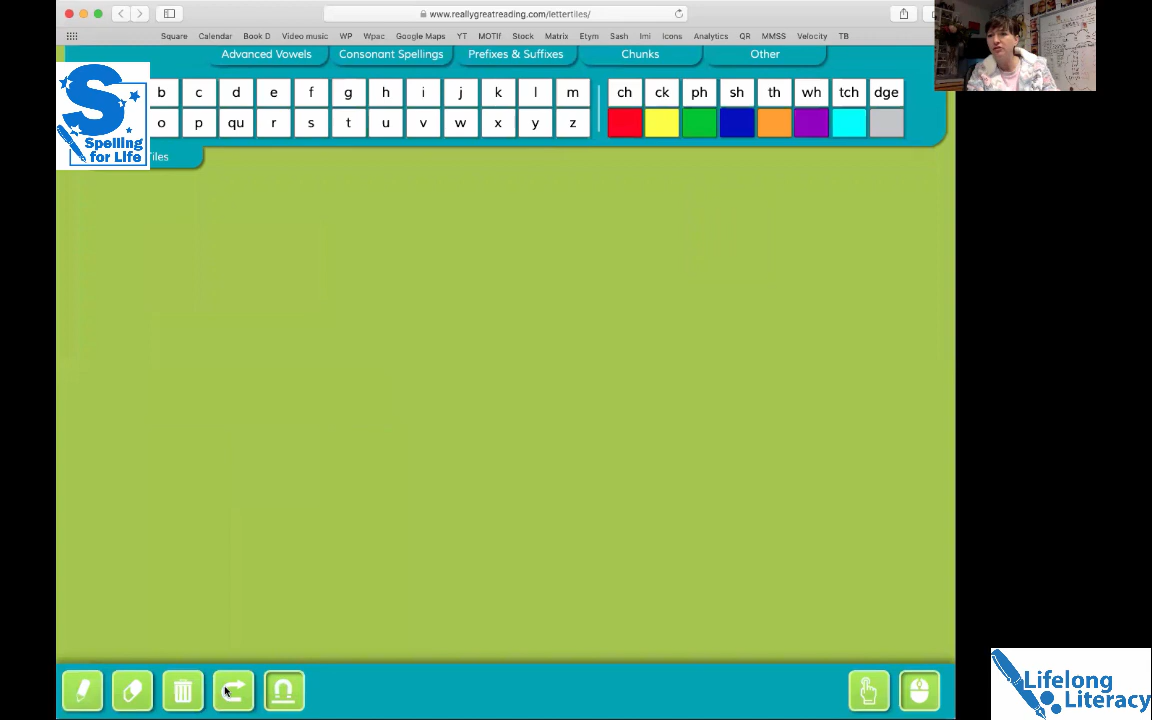 www.reallygreatreading.com/lettertiles/
Square Calendar Book D Video music WP Wpac Google Maps YT MOTIf Stock Matrix Etym Sash Imi Icons Analytics QR MMSS Velocity TB
Advanced Vowels Consonant Spellings Prefixes & Suffixes Chunks Other
b c d e f g h i j k l m ch ck ph sh th wh tch dge
o p qu r s t u v w x y z
S
Spelling
for Life
Tiles
Lifelong
Literacy